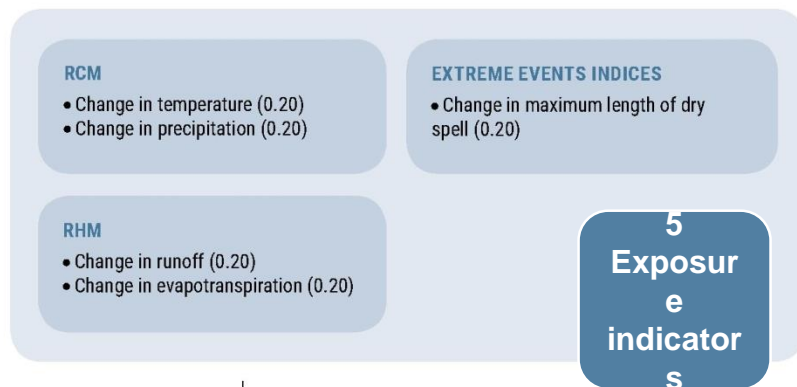 RCM
• Change in temperature (0.20)
• Change in precipitation (0.20)
EXTREME EVENTS INDICES
• Change in maximum length of dry
spell (0.20)
RHM
• Change in runoff (0.20)
• Change in evapotranspiration (0.20)
5
Exposur
e
indicator
s